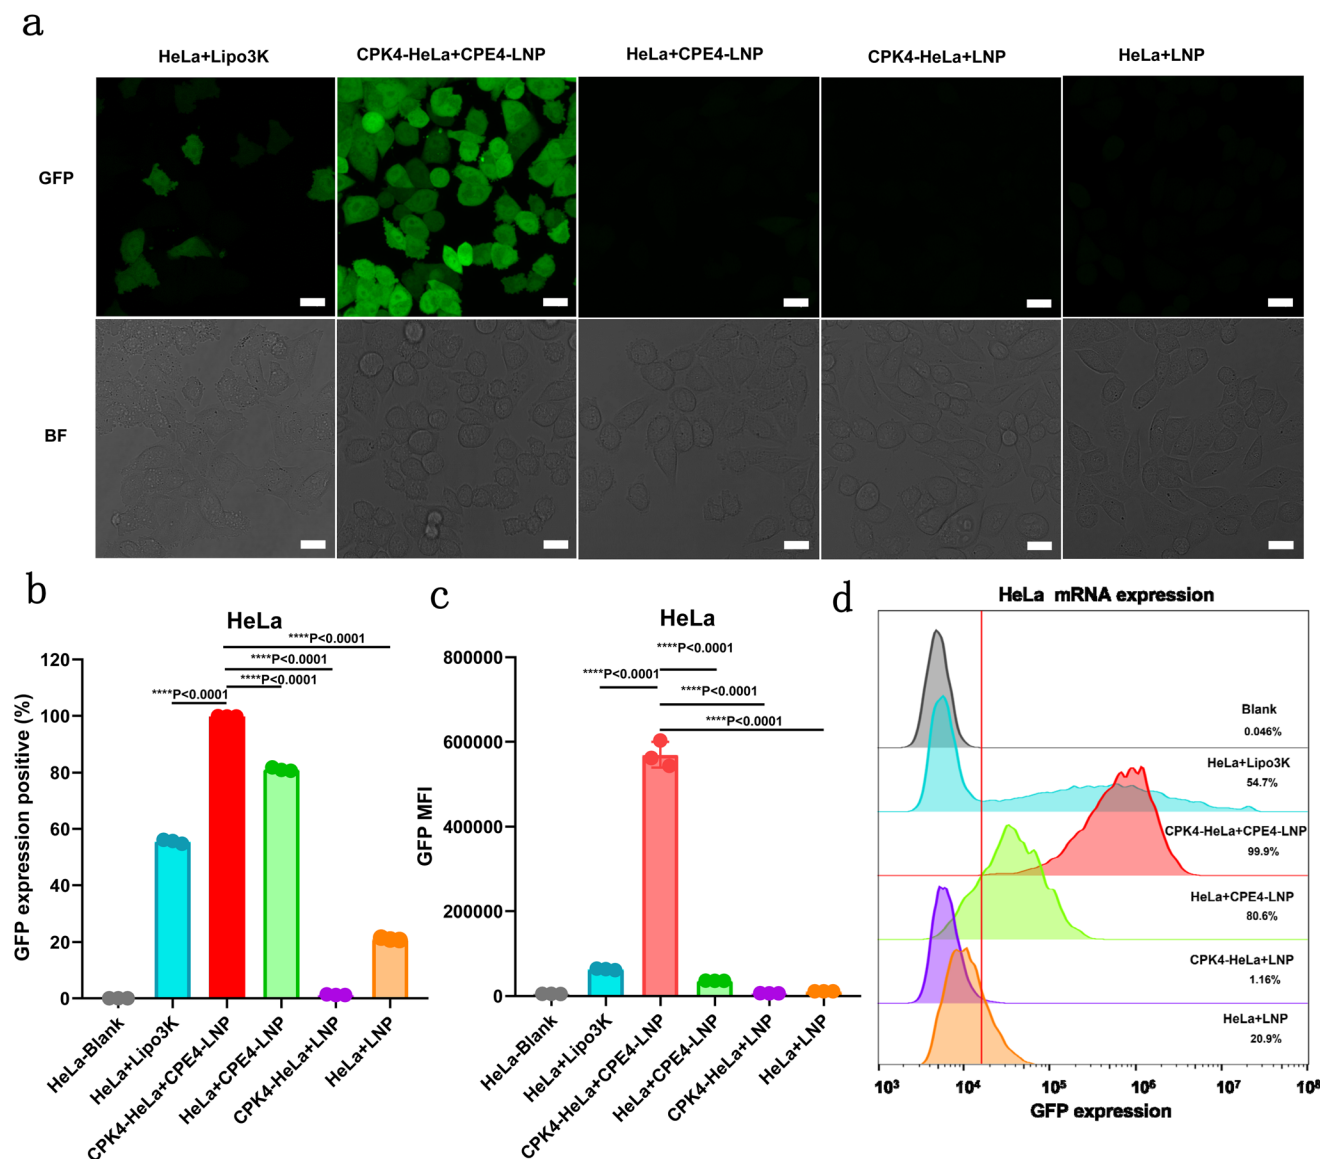 a
HeLa+Lipo3K
CPK4-HeLa+CPE4-LNP
HeLa+CPE4-LNP
CPK4-HeLa+LNP
HeLa+LNP
GFP
BF
b
HeLa
****P<0.0001
****P<0.0001
****P<0.0001
****P<0.0001
GFP expression positive (%)
120
100
80
60
40
20
0
HeLa-Blank
HeLa+Lipo3K
CPK4-HeLa+CPE4-LNP
HeLa+CPE4-LNP
CPK4-HeLa+LNP
HeLa+LNP
c
HeLa
****P<0.0001
****P<0.0001
****P<0.0001
****P<0.0001
GFP MFI
800000
600000
400000
200000
0
HeLa-Blank
HeLa+Lipo3K
CPK4-HeLa+CPE4-LNP
HeLa+CPE4-LNP
CPK4-HeLa+LNP
HeLa+LNP
d
HeLa mRNA expression
Blank
0.046%
HeLa+Lipo3K
54.7%
CPK4-HeLa+CPE4-LNP
99.9%
HeLa+CPE4-LNP
80.6%
CPK4-HeLa+LNP
1.16%
HeLa+LNP
20.9%
10³ 10⁴ 10⁵ 10⁶ 10⁷ 10⁸
GFP expression